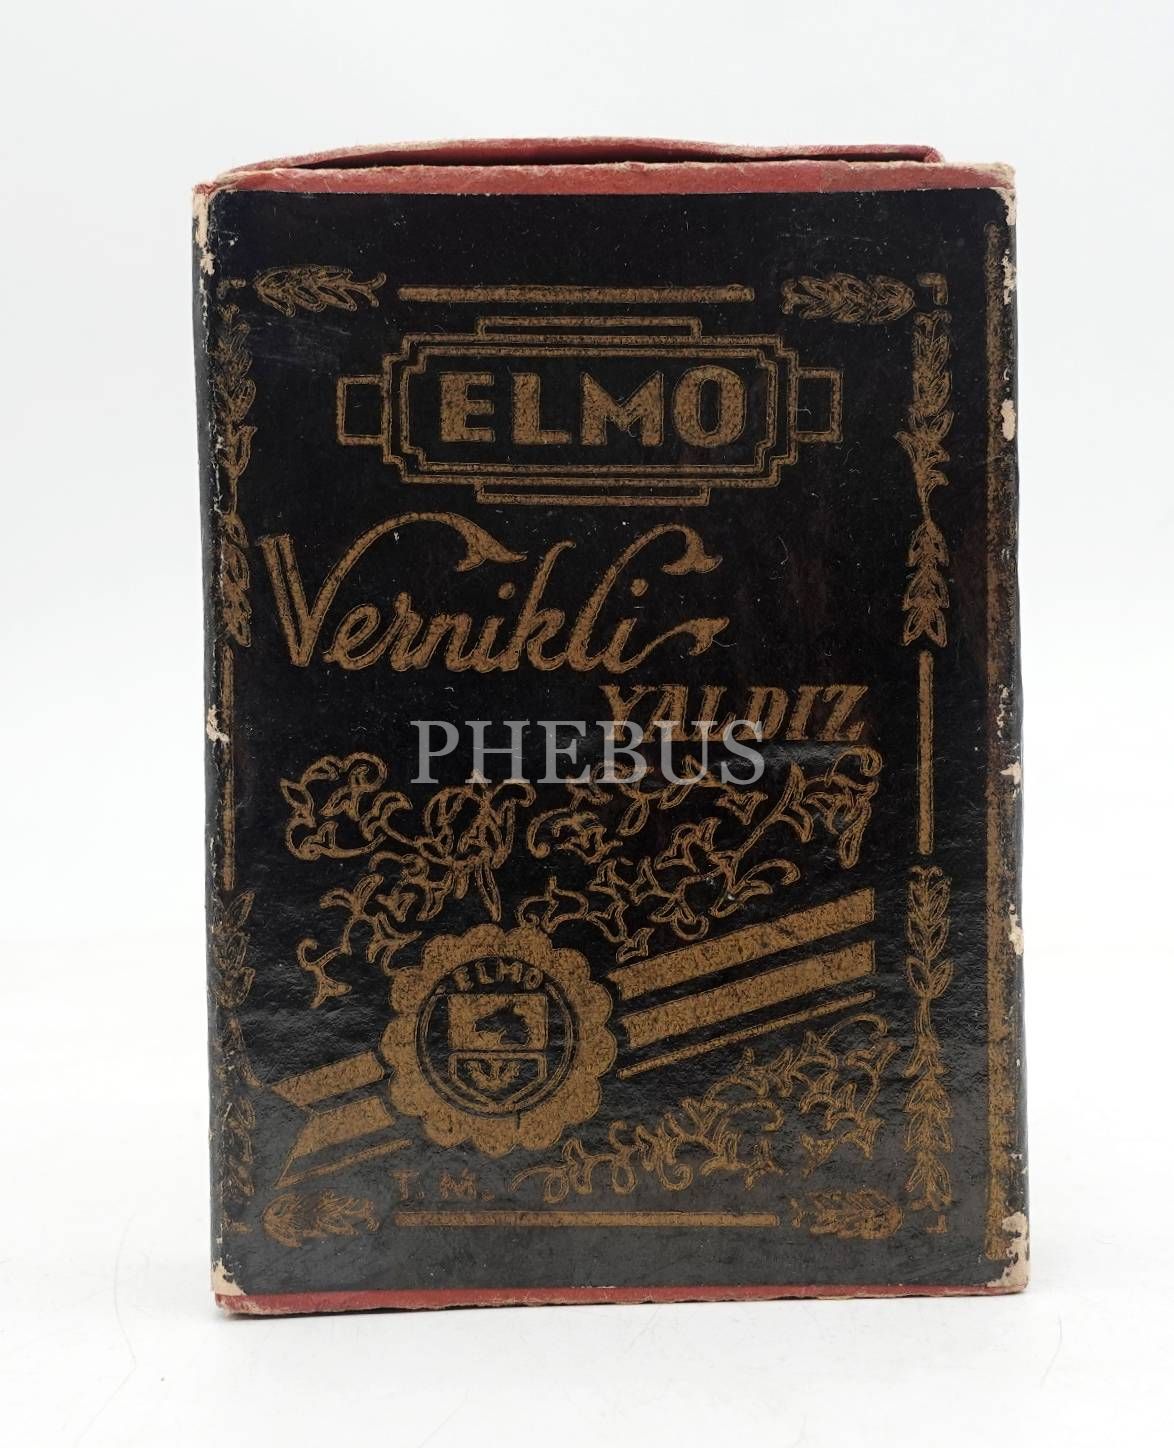 ELMO
Vernikli
YALDIZ
PHEBUS
ELMO
T. M.